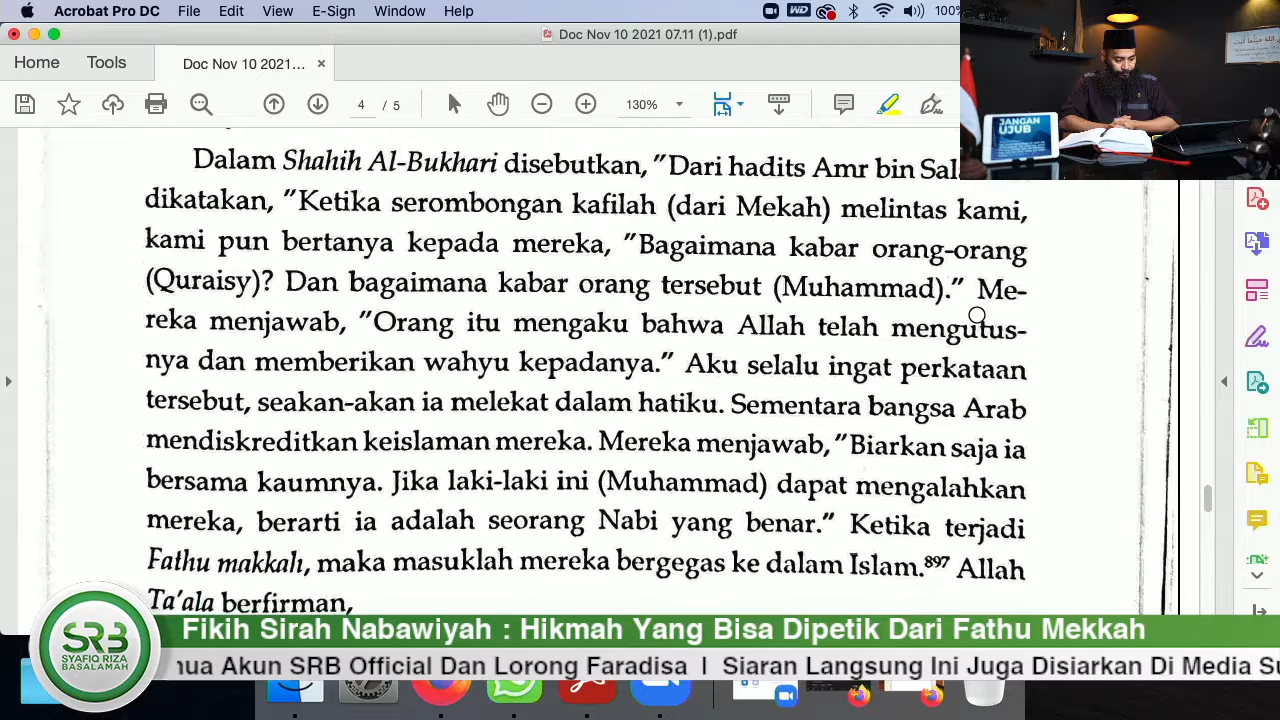 Acrobat Pro DC File Edit View E-Sign Window Help
WD
100%
Doc Nov 10 2021 07.11 (1).pdf
Home Tools Doc Nov 10 2021... ×
4 / 5 130%
JANGAN
UJUB
Dalam Shahih Al-Bukhari disebutkan, "Dari hadits Amr bin
dikatakan, "Ketika serombongan kafilah (dari Mekah) melintas kami,
kami pun bertanya kepada mereka, "Bagaimana kabar orang-orang
(Quraisy)? Dan bagaimana kabar orang tersebut (Muhammad)." Me-
reka menjawab, "Orang itu mengaku bahwa Allah telah mengutus-
nya dan memberikan wahyu kepadanya." Aku selalu ingat perkataan
tersebut, seakan-akan ia melekat dalam hatiku. Sementara bangsa Arab
mendiskreditkan keislaman mereka. Mereka menjawab, "Biarkan saja ia
bersama kaumnya. Jika laki-laki ini (Muhammad) dapat mengalahkan
mereka, berarti ia adalah seorang Nabi yang benar." Ketika terjadi
Fathu makkah, maka masuklah mereka bergegas ke dalam Islam.⁸⁹⁷ Allah
Ta'ala berfirman,
SRB
SYAFIQ RIZA
BASALAMAH
Fikih Sirah Nabawiyah : Hikmah Yang Bisa Dipetik Dari Fathu Mekkah
Akun SRB Official Dan Lorong Faradisa I Siaran Langsung Ini Juga Disiarkan Di Media